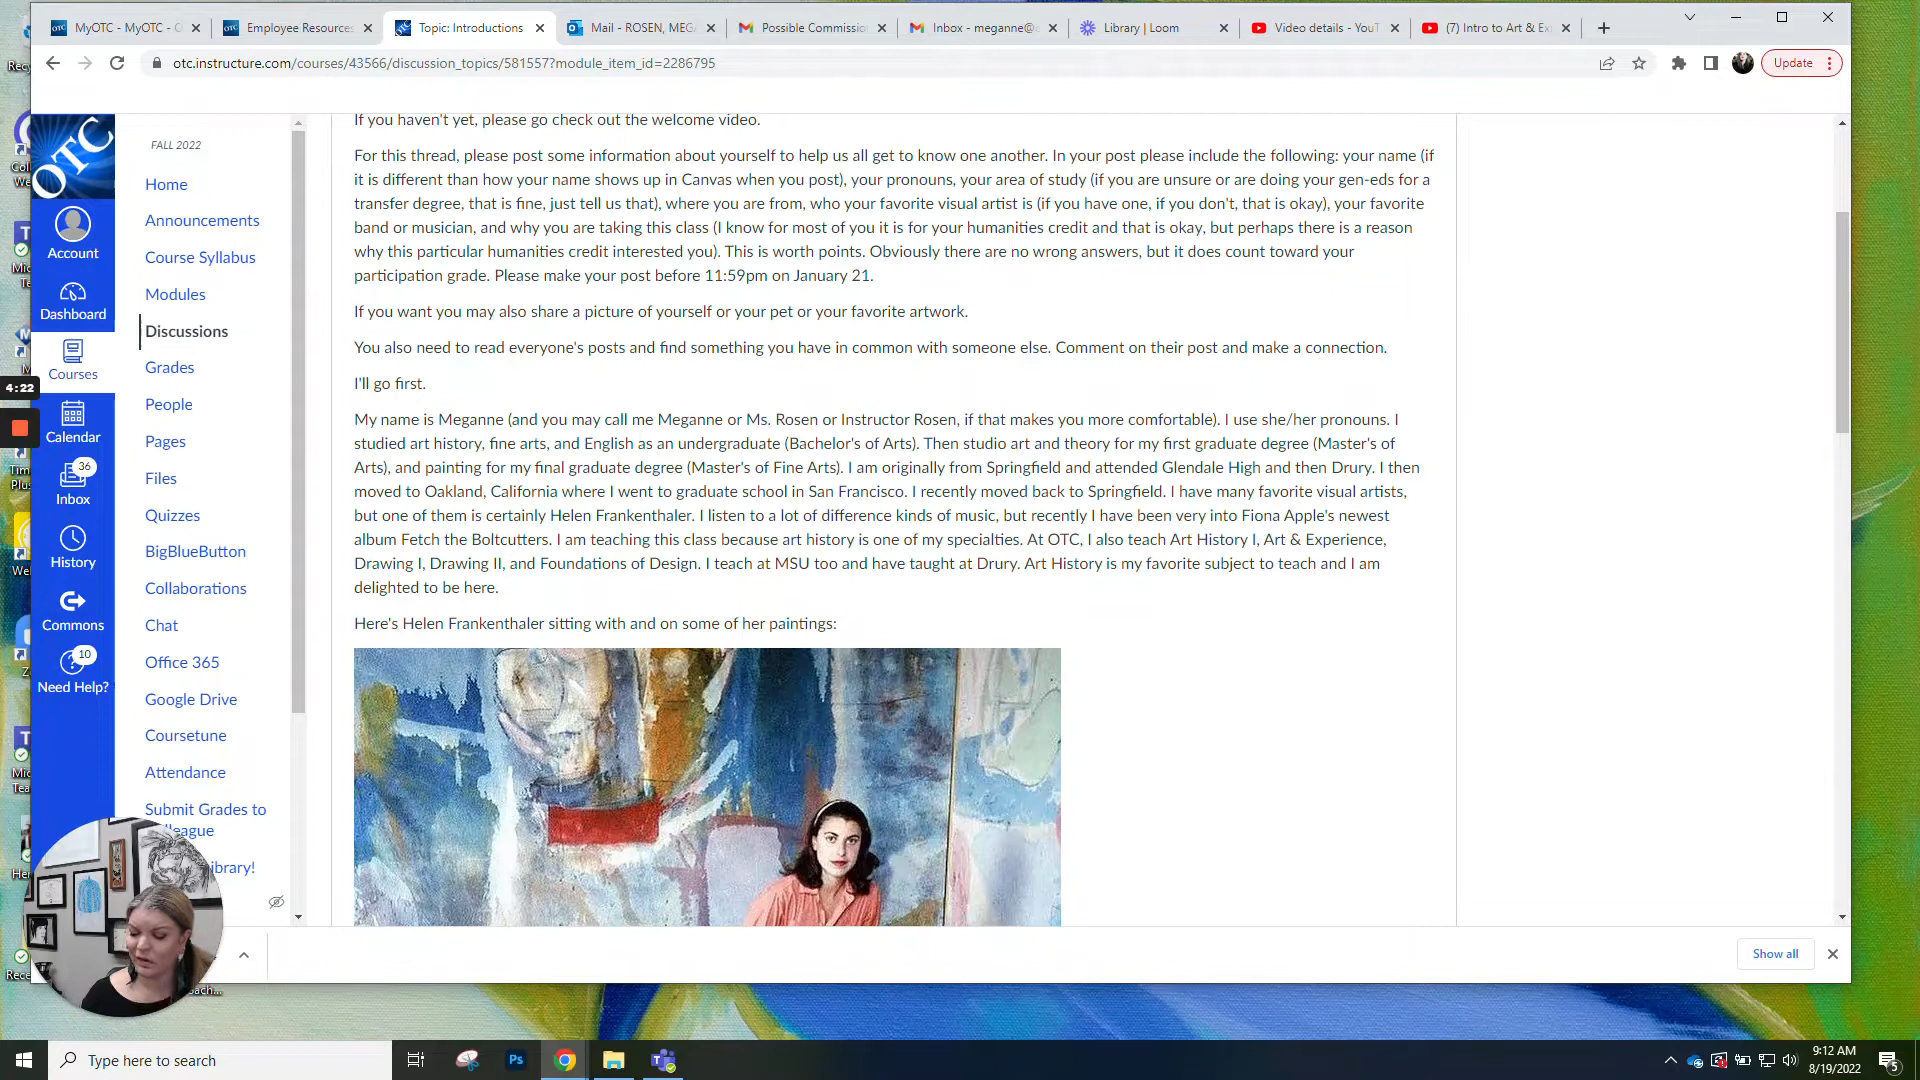 MyOTC - MyOTC - O
Employee Resources
Topic: Introductions
Mail - ROSEN, MEGA
Possible Commissio
Inbox - meganne@
Library | Loom
Video details - YouT
(7) Intro to Art & Ex
otc.instructure.com/courses/43566/discussion_topics/581557?module_item_id=2286795
Update
OTC
Account
Dashboard
Courses
4:22
Calendar
36
Inbox
History
Commons
10
Need Help?
FALL 2022
Home
Announcements
Course Syllabus
Modules
Discussions
Grades
People
Pages
Files
Quizzes
BigBlueButton
Collaborations
Chat
Office 365
Google Drive
Coursetune
Attendance
Submit Grades to
league
ibrary!
If you haven't yet, please go check out the welcome video.
For this thread, please post some information about yourself to help us all get to know one another. In your post please include the following: your name (if
it is different than how your name shows up in Canvas when you post), your pronouns, your area of study (if you are unsure or are doing your gen-eds for a
transfer degree, that is fine, just tell us that), where you are from, who your favorite visual artist is (if you have one, if you don't, that is okay), your favorite
band or musician, and why you are taking this class (I know for most of you it is for your humanities credit and that is okay, but perhaps there is a reason
why this particular humanities credit interested you). This is worth points. Obviously there are no wrong answers, but it does count toward your
participation grade. Please make your post before 11:59pm on January 21.
If you want you may also share a picture of yourself or your pet or your favorite artwork.
You also need to read everyone's posts and find something you have in common with someone else. Comment on their post and make a connection.
I'll go first.
My name is Meganne (and you may call me Meganne or Ms. Rosen or Instructor Rosen, if that makes you more comfortable). I use she/her pronouns. I
studied art history, fine arts, and English as an undergraduate (Bachelor's of Arts). Then studio art and theory for my first graduate degree (Master's of
Arts), and painting for my final graduate degree (Master's of Fine Arts). I am originally from Springfield and attended Glendale High and then Drury. I then
moved to Oakland, California where I went to graduate school in San Francisco. I recently moved back to Springfield. I have many favorite visual artists,
but one of them is certainly Helen Frankenthaler. I listen to a lot of difference kinds of music, but recently I have been very into Fiona Apple's newest
album Fetch the Boltcutters. I am teaching this class because art history is one of my specialties. At OTC, I also teach Art History I, Art & Experience,
Drawing I, Drawing II, and Foundations of Design. I teach at MSU too and have taught at Drury. Art History is my favorite subject to teach and I am
delighted to be here.
Here's Helen Frankenthaler sitting with and on some of her paintings:
Show all
Type here to search
Ps
9:12 AM
8/19/2022
5